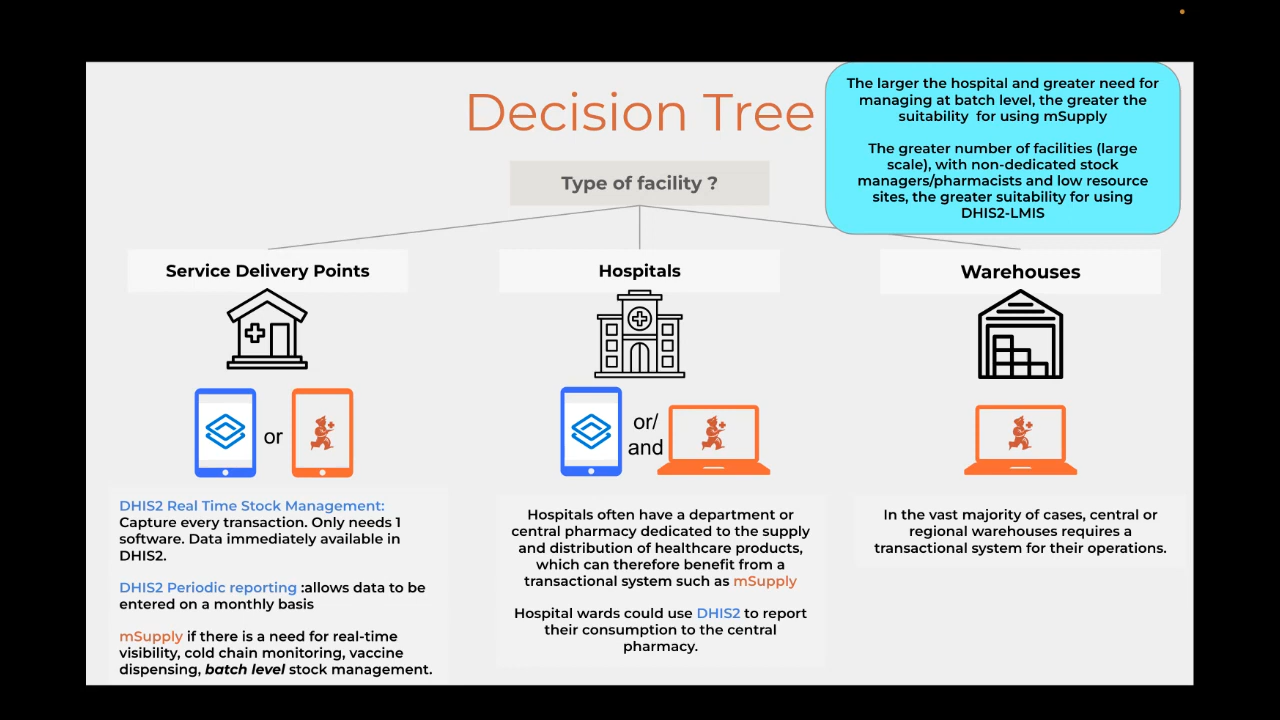 Decision Tree
The larger the hospital and greater need for
managing at batch level, the greater the
suitability for using mSupply
The greater number of facilities (large
scale), with non-dedicated stock
managers/pharmacists and low resource
sites, the greater suitability for using
DHIS2-LMIS
Type of facility ?
Service Delivery Points
or
DHIS2 Real Time Stock Management:
Capture every transaction. Only needs 1
software. Data immediately available in
DHIS2.
DHIS2 Periodic reporting :allows data to be
entered on a monthly basis
mSupply if there is a need for real-time
visibility, cold chain monitoring, vaccine
dispensing, batch level stock management.
Hospitals
or/
and
Hospitals often have a department or
central pharmacy dedicated to the supply
and distribution of healthcare products,
which can therefore benefit from a
transactional system such as mSupply
Hospital wards could use DHIS2 to report
their consumption to the central
pharmacy.
Warehouses
In the vast majority of cases, central or
regional warehouses requires a
transactional system for their operations.